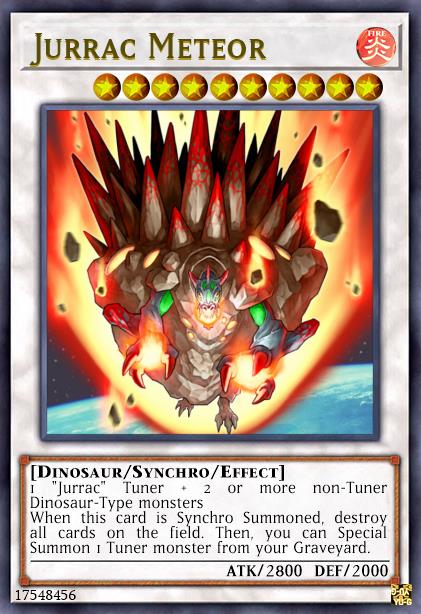 Jurrac Meteor
FIRE
炎
[Dinosaur/Synchro/Effect]
1 "Jurrac" Tuner + 2 or more non-Tuner
Dinosaur-Type monsters
When this card is Synchro Summoned, destroy
all cards on the field. Then, you can Special
Summon 1 Tuner monster from your Graveyard.
ATK/2800 DEF/2000
17548456